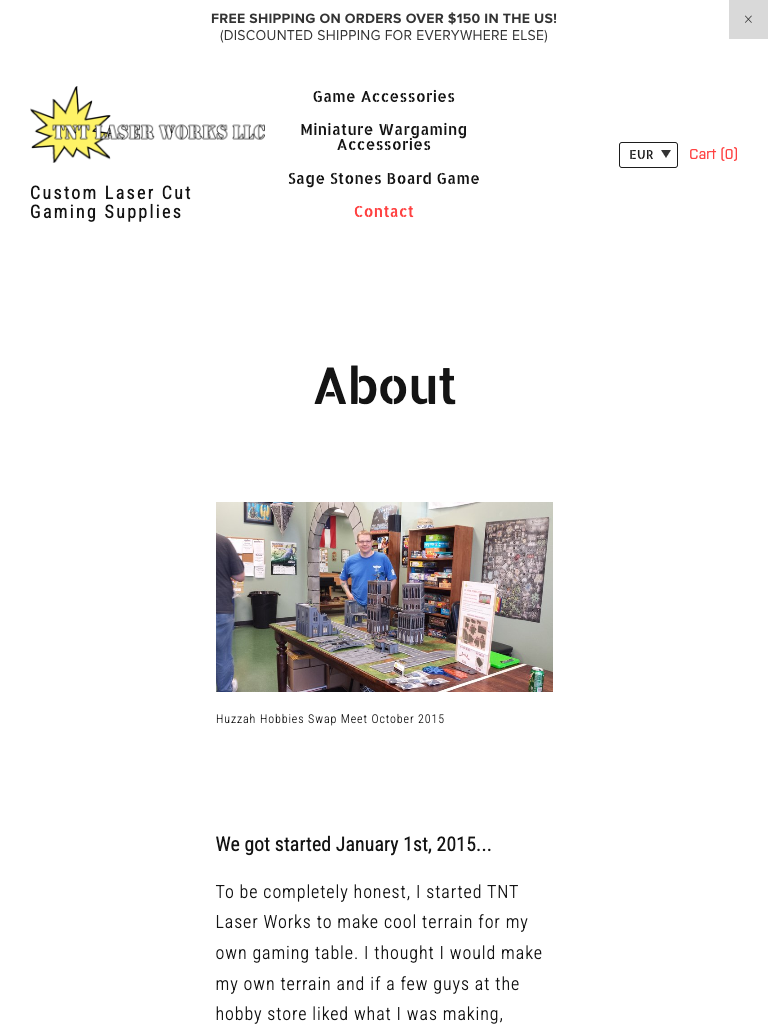 FREE SHIPPING ON ORDERS OVER $150 IN THE US!
(DISCOUNTED SHIPPING FOR EVERYWHERE ELSE)
x
TNT LASER WORKS LLC
Custom Laser Cut
Gaming Supplies
Game Accessories
Miniature Wargaming
Accessories
Sage Stones Board Game
Contact
EUR
Cart (0)
About
Huzzah Hobbies Swap Meet October 2015
We got started January 1st, 2015...
To be completely honest, I started TNT
Laser Works to make cool terrain for my
own gaming table. I thought I would make
my own terrain and if a few guys at the
hobby store liked what I was making,